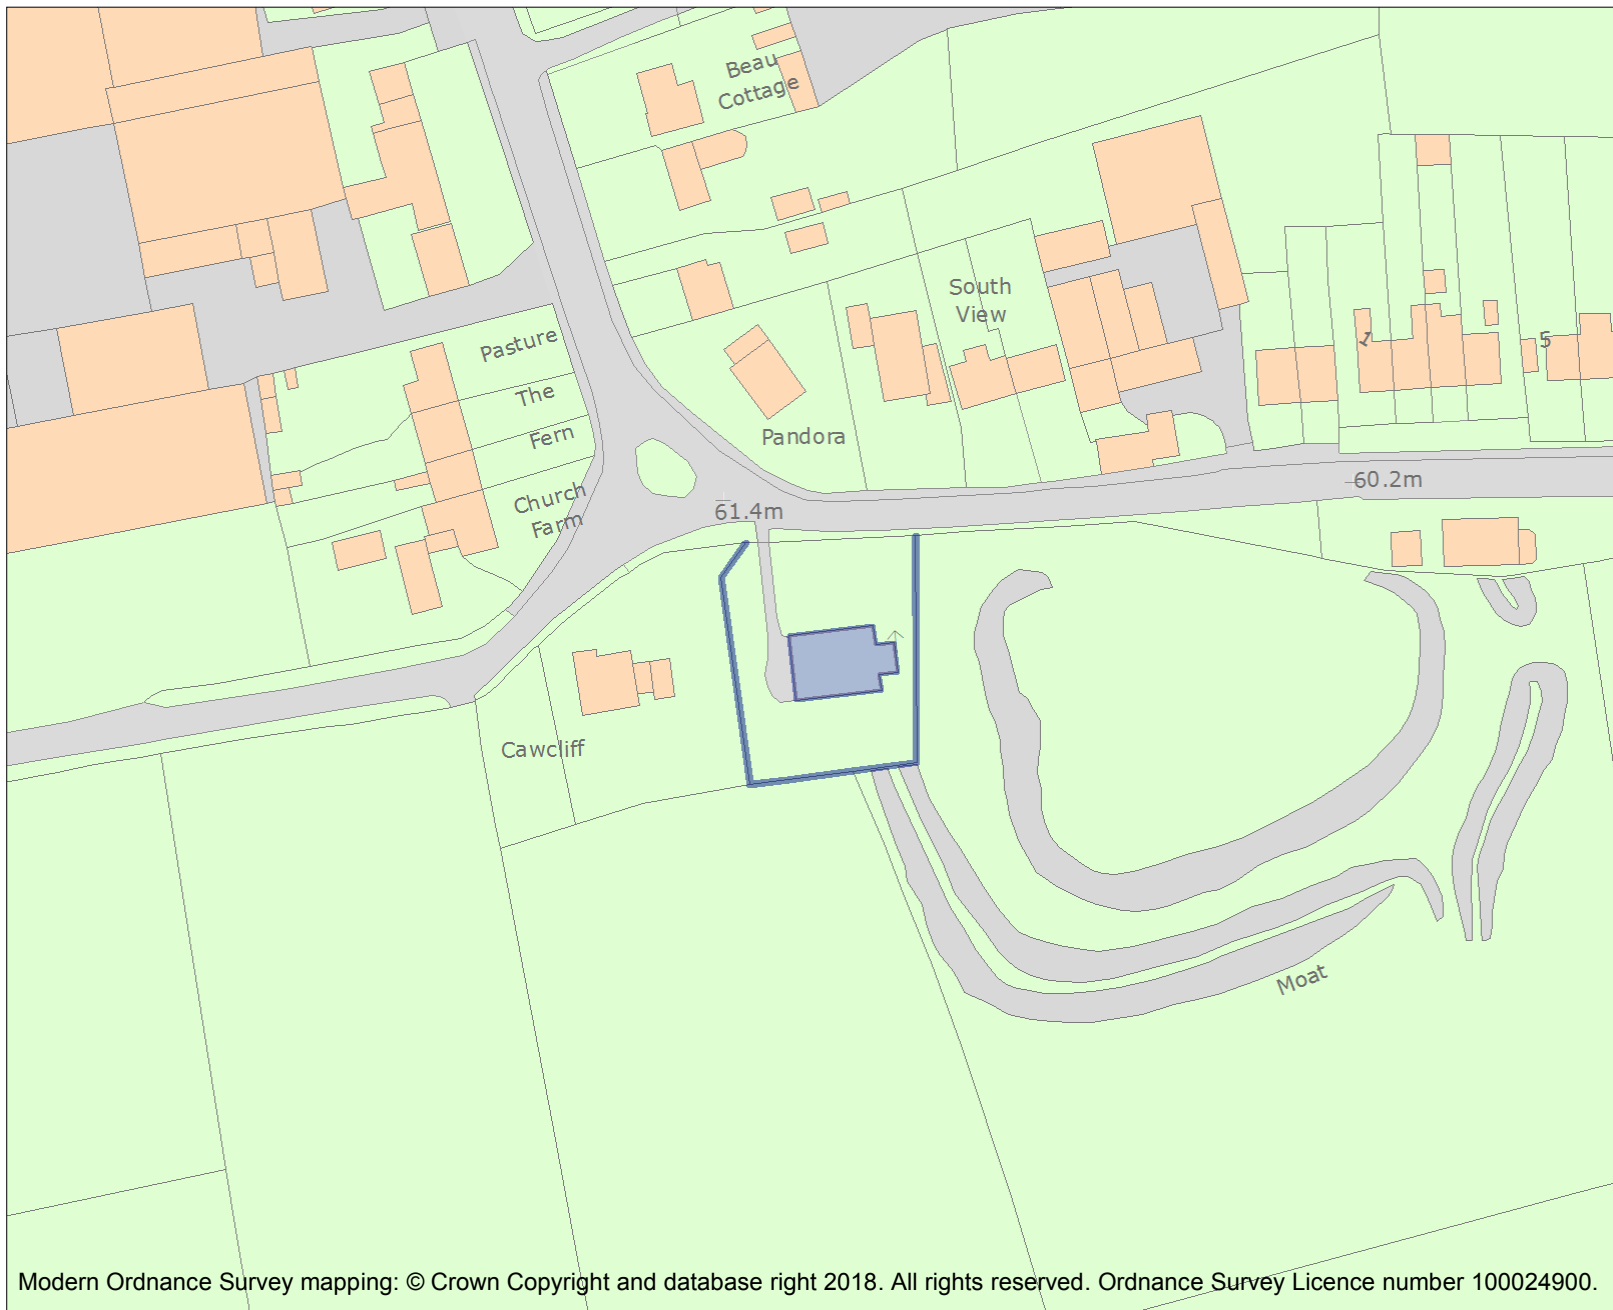 Beau
Cottage
South
View
Pasture
1
5
The
Fern
Pandora
60.2m
Church
Farm
61.4m
Cawcliff
Moat
Modern Ordnance Survey mapping: © Crown Copyright and database right 2018. All rights reserved. Ordnance Survey Licence number 100024900.